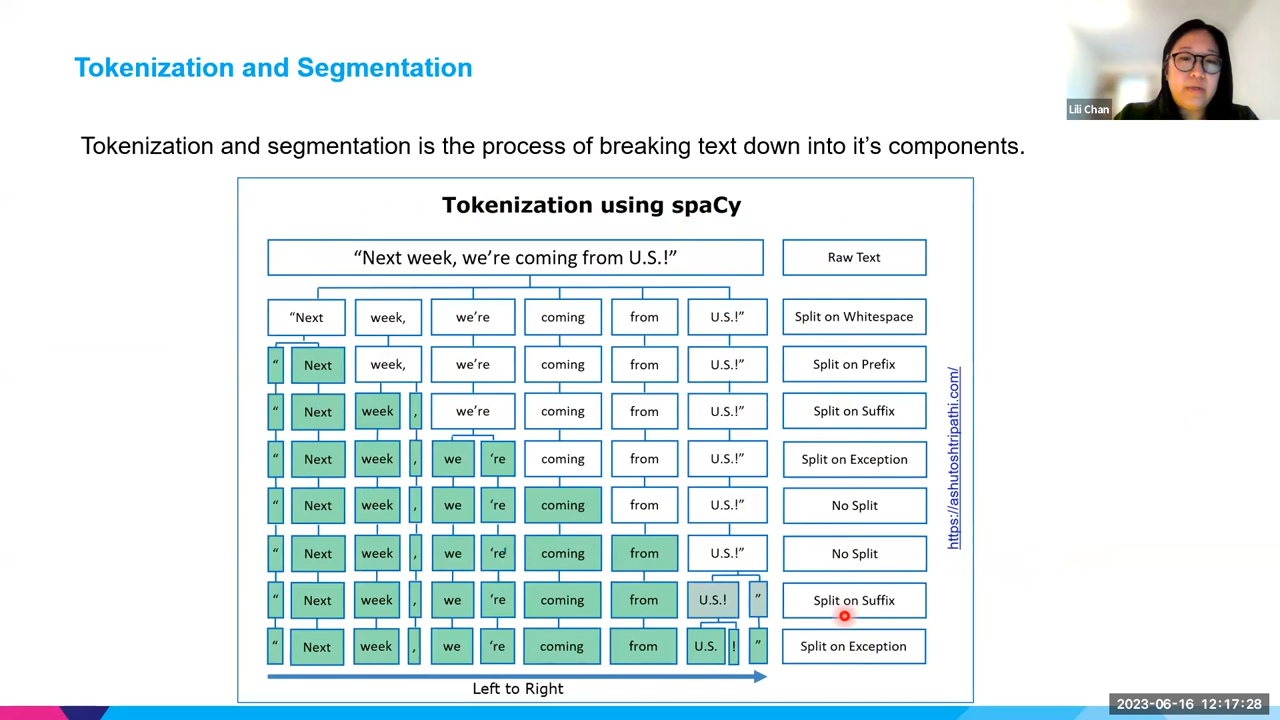 Tokenization and Segmentation
Lili Chan
Tokenization and segmentation is the process of breaking text down into it’s components.
Tokenization using spaCy
“Next week, we’re coming from U.S.!” Raw Text
“Next week, we’re coming from U.S.!” Split on Whitespace
“ Next week, we’re coming from U.S.!” Split on Prefix
“ Next week , we’re coming from U.S.!” Split on Suffix
“ Next week , we ‘re coming from U.S.!” Split on Exception
“ Next week , we ‘re coming from U.S.!” No Split
“ Next week , we ‘re coming from U.S.!” No Split
“ Next week , we ‘re coming from U.S.! ” Split on Suffix
“ Next week , we ‘re coming from U.S. ! ” Split on Exception
Left to Right
https://ashutoshtripathi.com/
2023-06-16 12:17:28